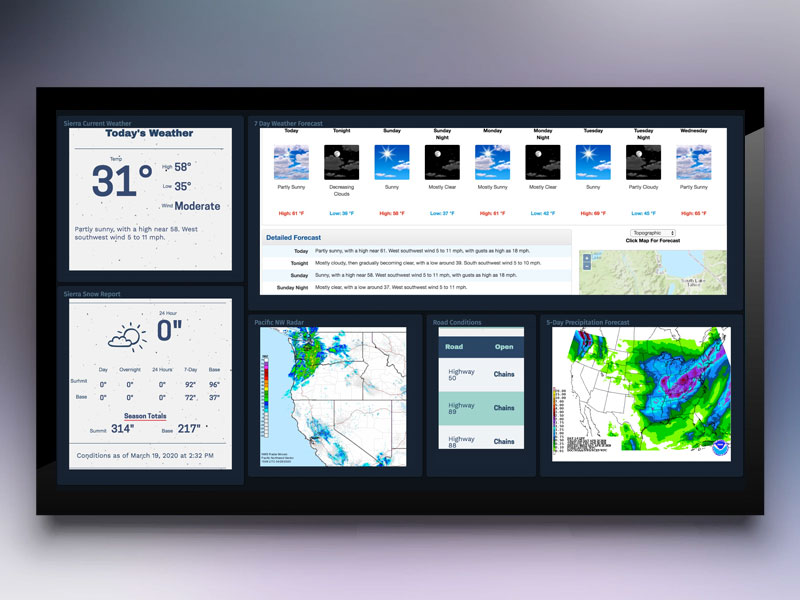 Sierra Current Weather
Today's Weather
Temp
31°
High 58°
Low 35°
Wind Moderate
Partly sunny, with a high near 58. West
southwest wind 5 to 11 mph.
7 Day Weather Forecast
Today Tonight Sunday Sunday Night Monday Monday Night Tuesday Tuesday Night Wednesday
Partly Sunny Decreasing Clouds Sunny Mostly Clear Mostly Sunny Mostly Clear Sunny Partly Cloudy Partly Sunny
High: 61 °F Low: 39 °F High: 58 °F Low: 37 °F High: 61 °F Low: 42 °F High: 69 °F Low: 45 °F High: 65 °F
Detailed Forecast
Today Partly sunny, with a high near 61. West southwest wind 5 to 11 mph, with gusts as high as 18 mph.
Tonight Mostly cloudy, then gradually becoming clear, with a low around 39. South southwest wind 5 to 10 mph.
Sunday Sunny, with a high near 58. West southwest wind 5 to 11 mph, with gusts as high as 18 mph.
Sunday Night Mostly clear, with a low around 37. West southwest wind 5 to 11 mph.
Topographic
Click Map For Forecast
South Lake
Tahoe
Sierra Snow Report
24 Hour
0"
Day Overnight 24 Hour 7-Day Base
Summit 0" 0" 0" 92" 96"
Base 0" 0" 0" 72" 37"
Season Totals
Summit 314" Base 217"
Conditions as of March 19, 2020 at 2:32 PM
Pacific NW Radar
Road Conditions
Road Open
Highway
50 Chains
Highway
89 Chains
Highway
88 Chains
5-Day Precipitation Forecast